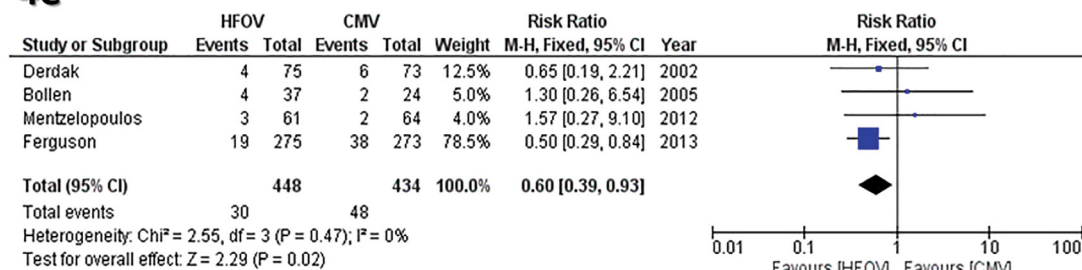 4c
HFOV CMV Risk Ratio Risk Ratio
Study or Subgroup Events Total Events Total Weight M-H, Fixed, 95% CI Year M-H, Fixed, 95% CI
Derdak 4 75 6 73 12.5% 0.65 [0.19, 2.21] 2002
Bollen 4 37 2 24 5.0% 1.30 [0.26, 6.54] 2005
Mentzelopoulos 3 61 2 64 4.0% 1.57 [0.27, 9.10] 2012
Ferguson 19 275 38 273 78.5% 0.50 [0.29, 0.84] 2013
Total (95% CI) 448 434 100.0% 0.60 [0.39, 0.93]
Total events 30 48
Heterogeneity: Chi² = 2.55, df = 3 (P = 0.47); I² = 0%
Test for overall effect: Z = 2.29 (P = 0.02)
0.01 0.1 1 10 100
Favours [HFOV] Favours [CMV]